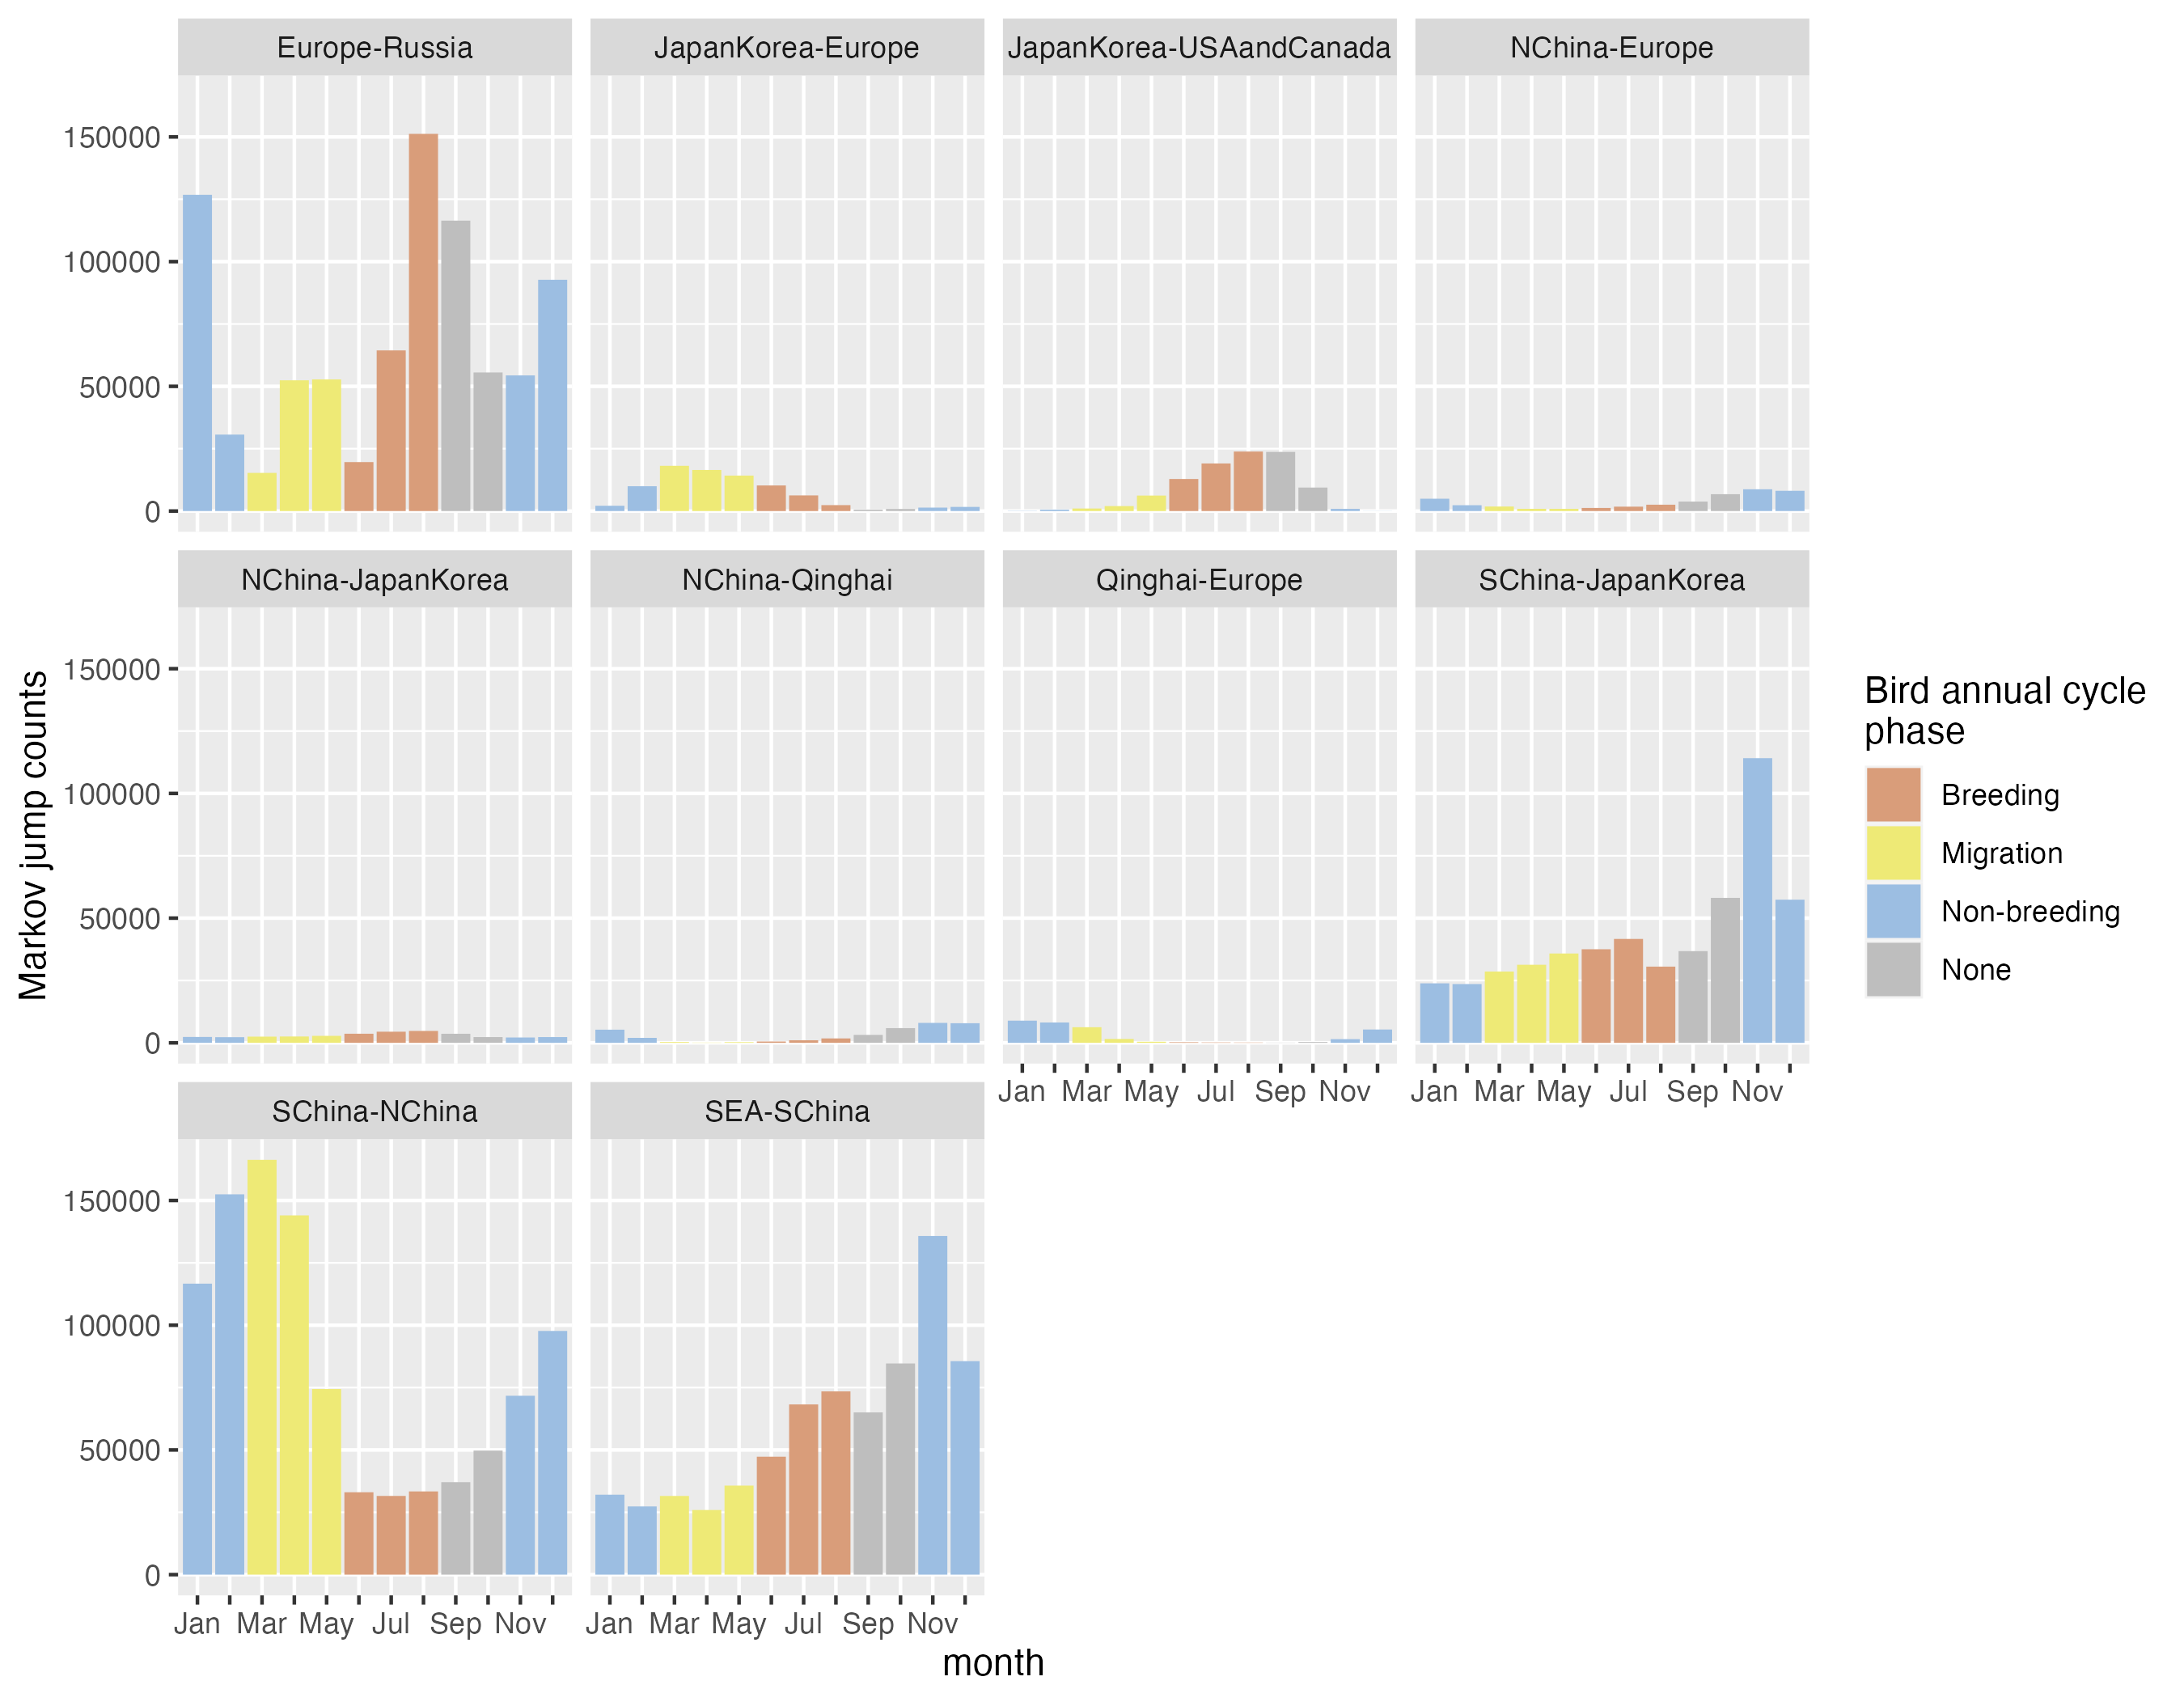 Europe-Russia
JapanKorea-Europe
JapanKorea-USAandCanada
NChina-Europe
150000
100000
50000
0
NChina-JapanKorea
NChina-Qinghai
Qinghai-Europe
SChina-JapanKorea
150000
100000
50000
0
Jan Mar May Jul Sep Nov
Jan Mar May Jul Sep Nov
SChina-NChina
SEA-SChina
150000
100000
50000
0
Jan Mar May Jul Sep Nov
Jan Mar May Jul Sep Nov
month
Markov jump counts
Bird annual cycle
phase
Breeding
Migration
Non-breeding
None